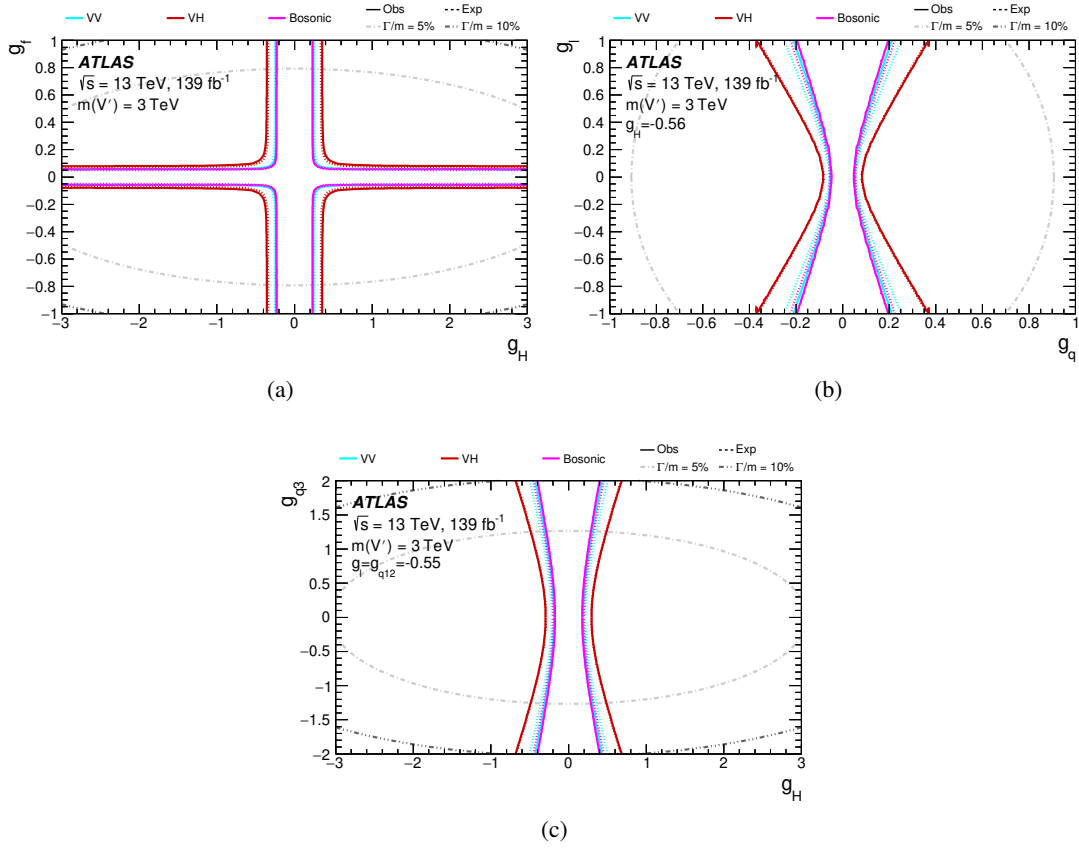 VV VH Bosonic Obs Exp
Γ/m = 5% Γ/m = 10%
g_f
ATLAS
√s = 13 TeV, 139 fb⁻¹
m(V′) = 3 TeV
1
0.8
0.6
0.4
0.2
0
−0.2
−0.4
−0.6
−0.8
−1
−3 −2 −1 0 1 2 3
g_H
(a)
VV VH Bosonic Obs Exp
Γ/m = 5% Γ/m = 10%
g_l
ATLAS
√s = 13 TeV, 139 fb⁻¹
m(V′) = 3 TeV
g_H=-0.56
1
0.8
0.6
0.4
0.2
0
−0.2
−0.4
−0.6
−0.8
−1
−1 −0.8 −0.6 −0.4 −0.2 0 0.2 0.4 0.6 0.8 1
g_q
(b)
VV VH Bosonic Obs Exp
Γ/m = 5% Γ/m = 10%
g_q3
ATLAS
√s = 13 TeV, 139 fb⁻¹
m(V′) = 3 TeV
g_l=g_q12=-0.55
2
1.5
1
0.5
0
−0.5
−1
−1.5
−2
−3 −2 −1 0 1 2 3
g_H
(c)